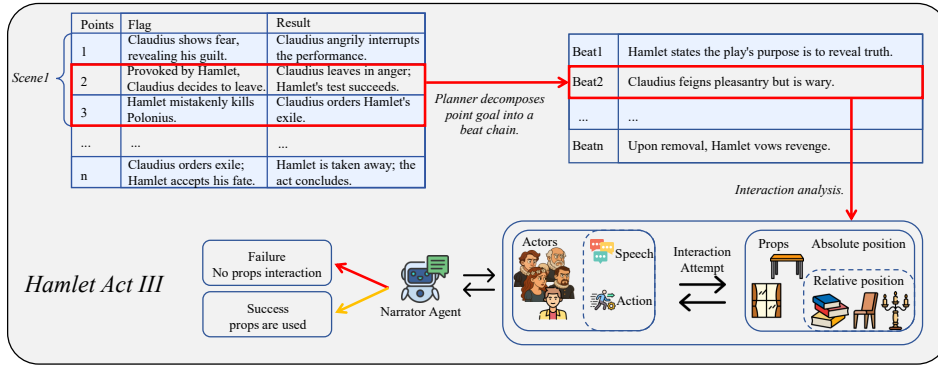 Points Flag Result
1 Claudius shows fear, Claudius angrily interrupts
revealing his guilt. the performance.
Scene1
2 Provoked by Hamlet, Claudius leaves in anger;
Claudius decides to leave. Hamlet's test succeeds.
3 Hamlet mistakenly kills Claudius orders Hamlet's
Polonius. exile.
... ... ...
n Claudius orders exile; Hamlet is taken away; the
Hamlet accepts his fate. act concludes.
Planner decomposes
point goal into a
beat chain.
Beat1 Hamlet states the play's purpose is to reveal truth.
Beat2 Claudius feigns pleasantry but is wary.
... ...
Beatn Upon removal, Hamlet vows revenge.
Interaction analysis.
Hamlet Act III
Failure
No props interaction
Success
props are used
Narrator Agent
Actors
Speech
Action
Interaction
Attempt
Props Absolute position
Relative position